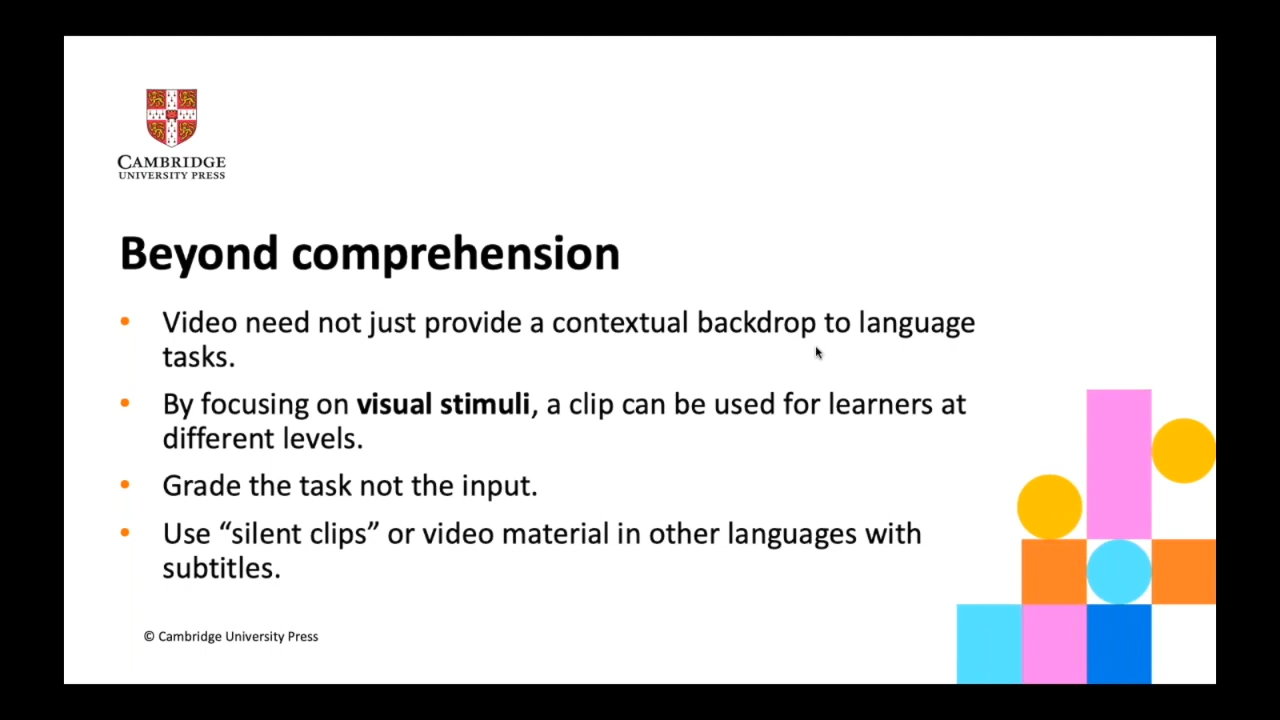 CAMBRIDGE
UNIVERSITY PRESS
Beyond comprehension
• Video need not just provide a contextual backdrop to language
tasks.
• By focusing on visual stimuli, a clip can be used for learners at
different levels.
• Grade the task not the input.
• Use “silent clips” or video material in other languages with
subtitles.
© Cambridge University Press